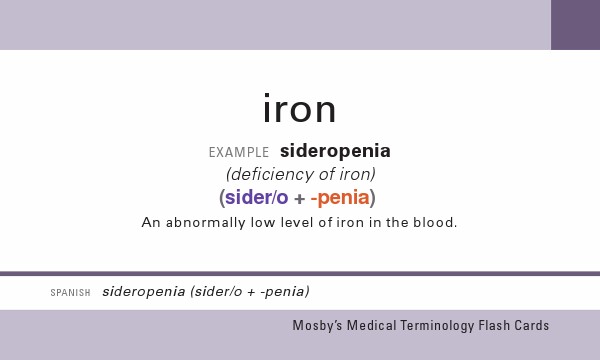 iron
EXAMPLE sideropenia
(deficiency of iron)
(sider/o + -penia)
An abnormally low level of iron in the blood.
SPANISH sideropenia (sider/o + -penia)
Mosby's Medical Terminology Flash Cards